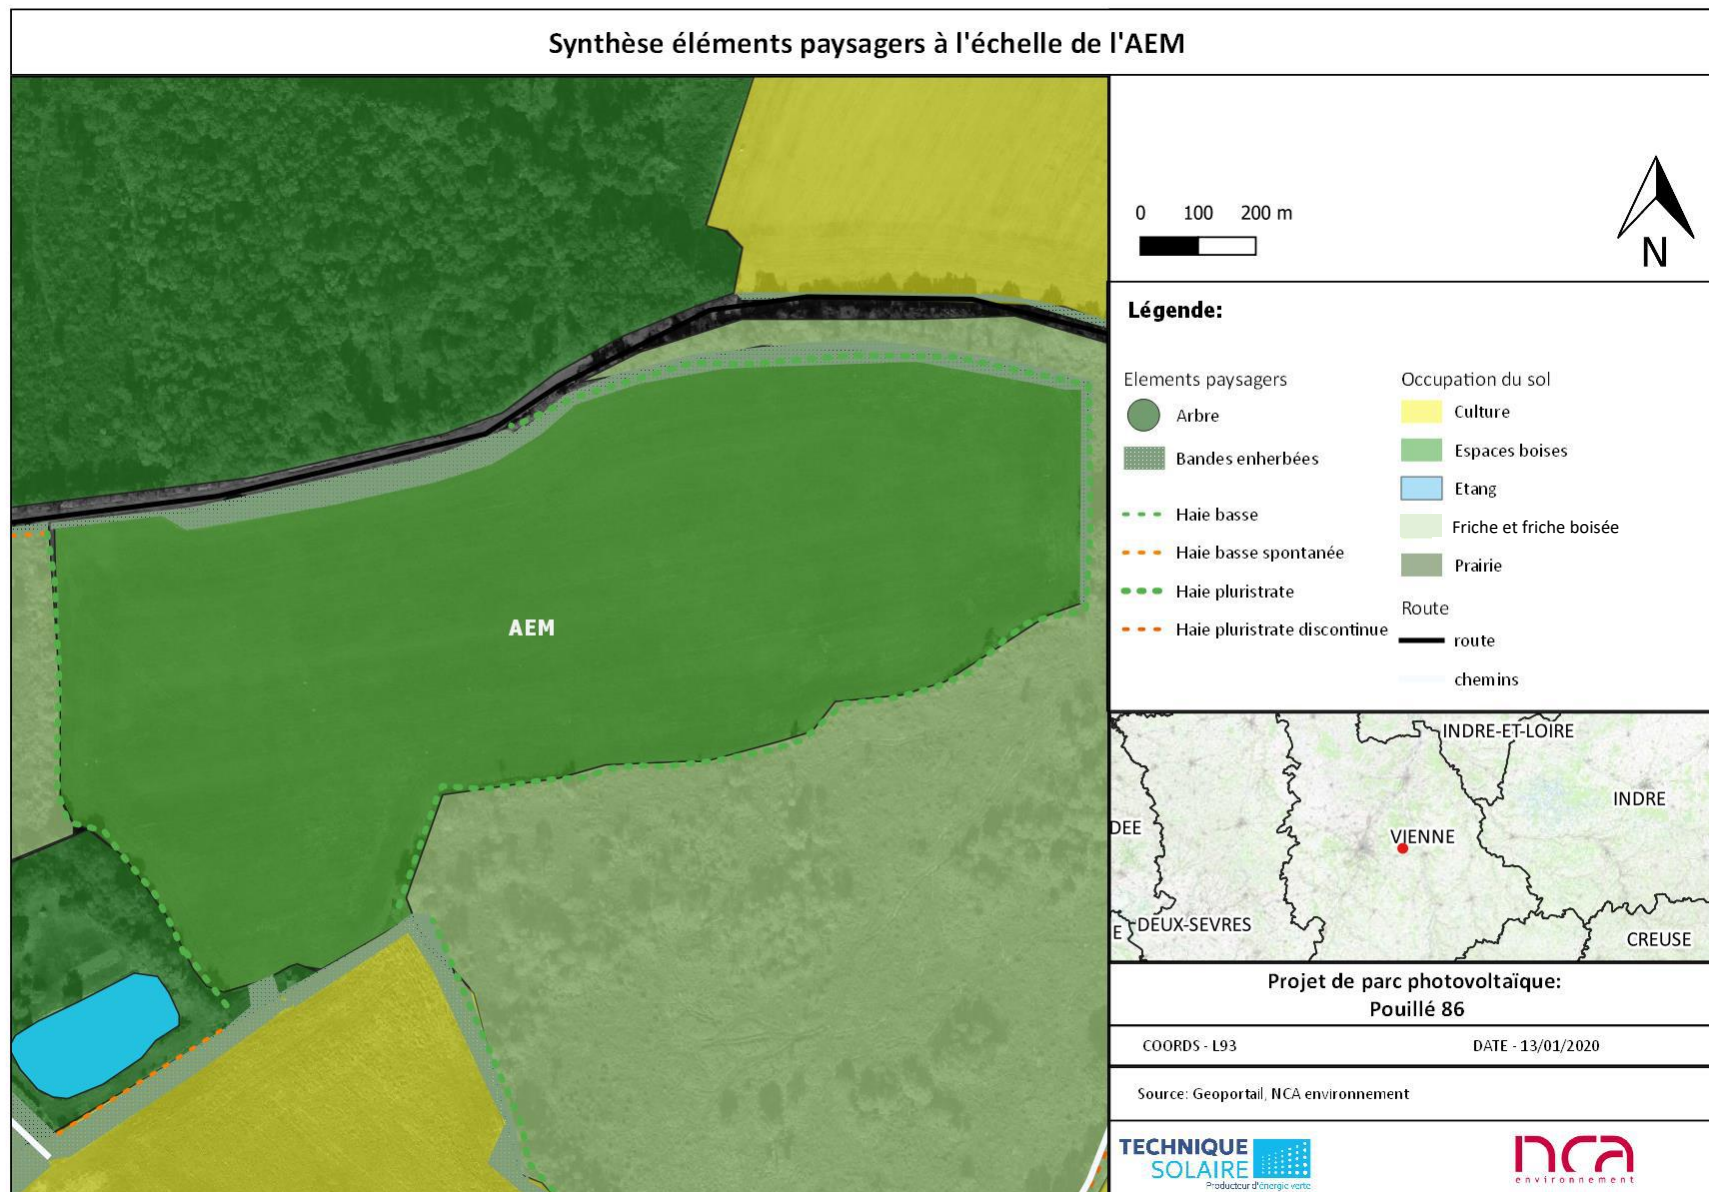 Synthèse éléments paysagers à l'échelle de l'AEM
0 100 200 m
N
Légende:
Elements paysagers
Arbre
Bandes enherbées
Haie basse
Haie basse spontanée
Haie pluristrate
Haie pluristrate discontinue
Occupation du sol
Culture
Espaces boises
Etang
Friche et friche boisée
Prairie
Route
route
chemins
AEM
INDRE-ET-LOIRE
INDRE
DEE
VIENNE
E
DEUX-SEVRES
CREUSE
Projet de parc photovoltaïque:
Pouillé 86
COORDS - L93
DATE - 13/01/2020
Source: Geoportail, NCA environnement
TECHNIQUE
SOLAIRE
Producteur d'énergie verte
nca
environnement